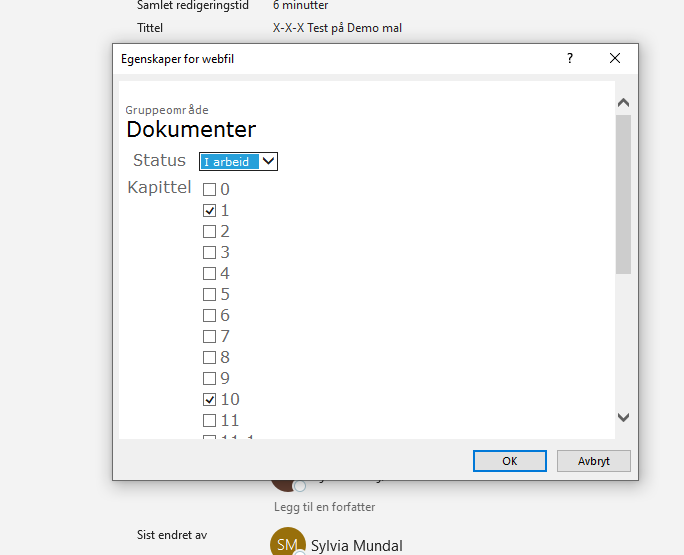 Samlet redigeringstid 6 minutter
Tittel X-X-X Test på Demo mal
Egenskaper for webfil ?
Gruppeområde
Dokumenter
Status I arbeid
Kapittel 0
1
2
3
4
5
6
7
8
9
10
11
OK Avbryt
Legg til en forfatter
Sist endret av
SM Sylvia Mundal